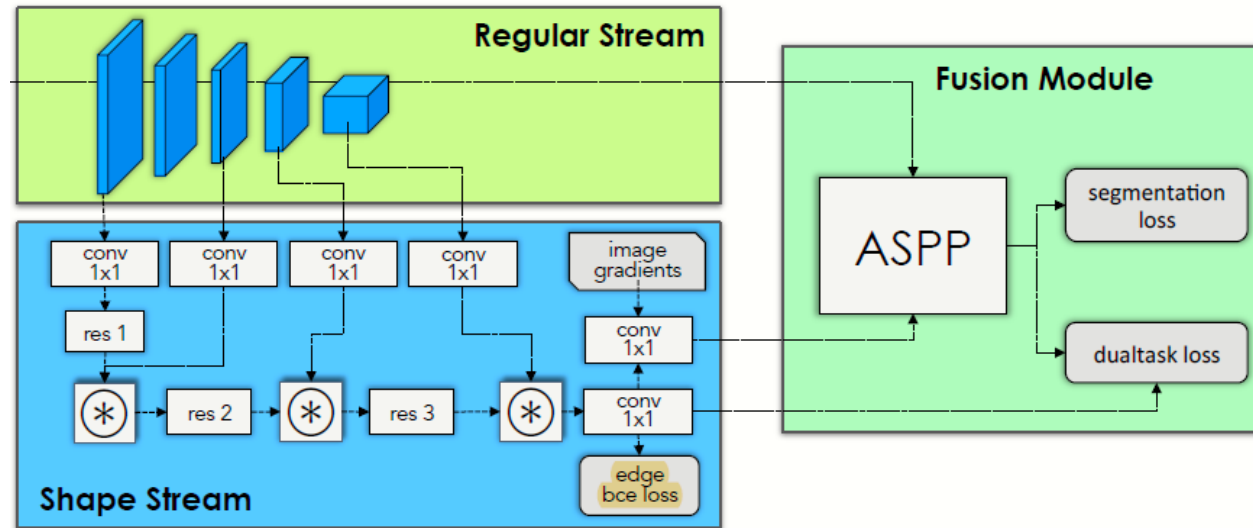 Regular Stream
Fusion Module
segmentation
loss
ASPP
dualtask loss
conv
1x1
conv
1x1
conv
1x1
conv
1x1
image
gradients
res 1
conv
1x1
res 2
res 3
conv
1x1
edge
bce loss
Shape Stream